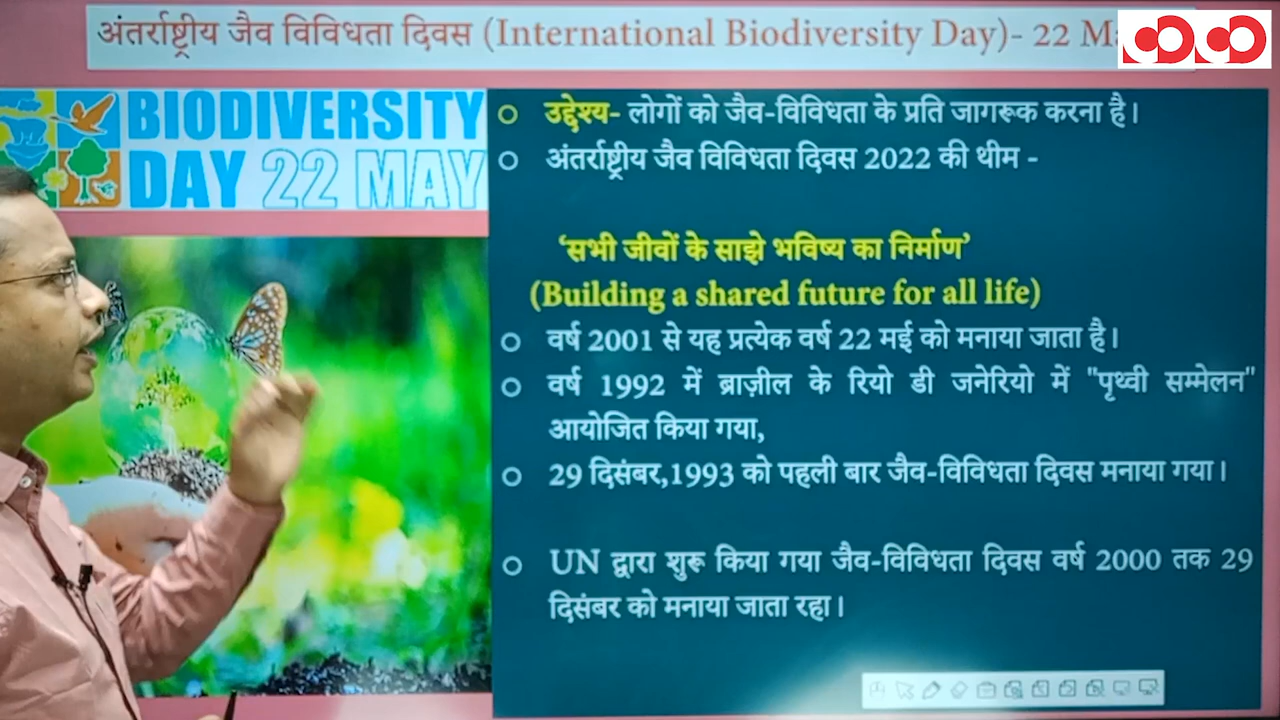 अंतर्राष्ट्रीय जैव विविधता दिवस (International Biodiversity Day)- 22
BIODIVERSITY
DAY 22 MAY
उद्देश्य- लोगों को जैव-विविधता के प्रति जागरूक करना है।
अंतर्राष्ट्रीय जैव विविधता दिवस 2022 की थीम -
‘सभी जीवों के साझे भविष्य का निर्माण’
(Building a shared future for all life)
वर्ष 2001 से यह प्रत्येक वर्ष 22 मई को मनाया जाता है।
वर्ष 1992 में ब्राज़ील के रियो डी जनेरियो में "पृथ्वी सम्मेलन"
आयोजित किया गया,
29 दिसंबर,1993 को पहली बार जैव-विविधता दिवस मनाया गया।
UN द्वारा शुरू किया गया जैव-विविधता दिवस वर्ष 2000 तक 29
दिसंबर को मनाया जाता रहा।